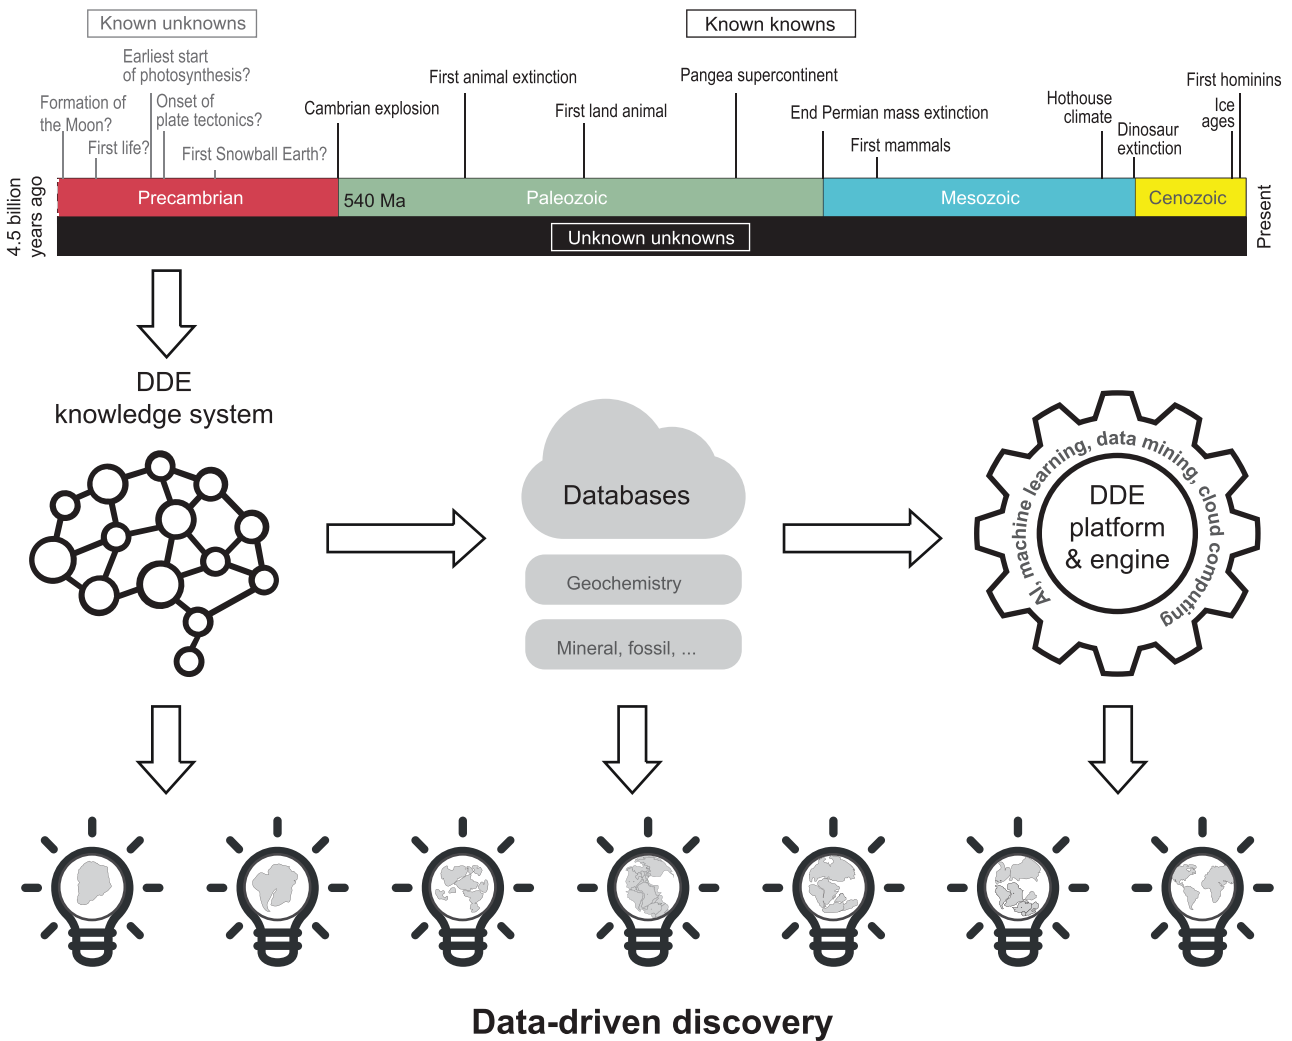 Known unknowns
Known knowns
Earliest start
of photosynthesis?
Formation of
the Moon?
Onset of
plate tectonics?
First life?
First Snowball Earth?
Cambrian explosion
First animal extinction
First land animal
Pangea supercontinent
End Permian mass extinction
First mammals
Hothouse
climate
Dinosaur
extinction
First hominins
Ice
ages
4.5 billion
years ago
Precambrian
540 Ma
Paleozoic
Mesozoic
Cenozoic
Present
Unknown unknowns
DDE
knowledge system
Databases
Geochemistry
Mineral, fossil, ...
AI, machine learning, data mining, cloud computing
DDE
platform
& engine
Data-driven discovery